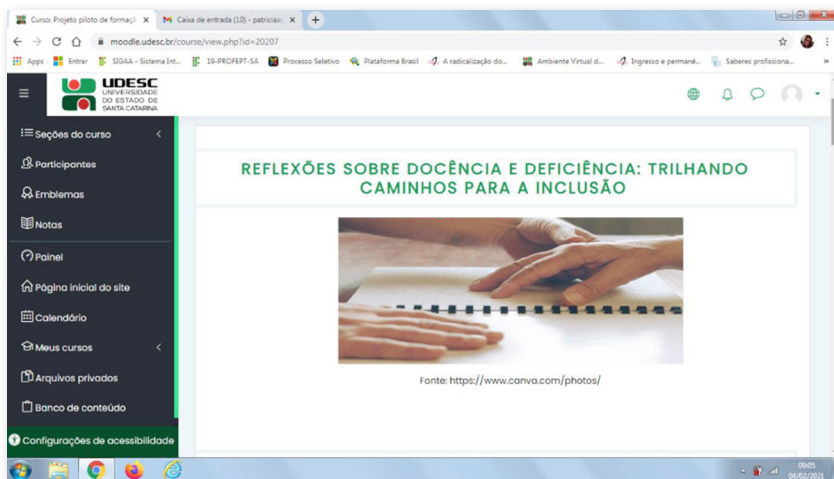 Curso: Projeto piloto de formaçã
Caixa de entrada (10) - patriciaa
moodle.udesc.br/course/view.php?id=20207
Apps Entrar SIGAA - Sistema Int... 19-PROFEPT-SA Processo Seletivo Plataforma Brasil A radicalização do... Ambiente Virtual d... Ingresso e permanê... Saberes profissiona...
UDESC
UNIVERSIDADE
DO ESTADO DE
SANTA CATARINA
Seções do curso
Participantes
Emblemas
Notas
Painel
Página inicial do site
Calendário
Meus cursos
Arquivos privados
Banco de conteúdo
Configurações de acessibilidade
REFLEXÕES SOBRE DOCÊNCIA E DEFICIÊNCIA: TRILHANDO
CAMINHOS PARA A INCLUSÃO
Fonte: https://www.canva.com/photos/
09:05
04/02/2021